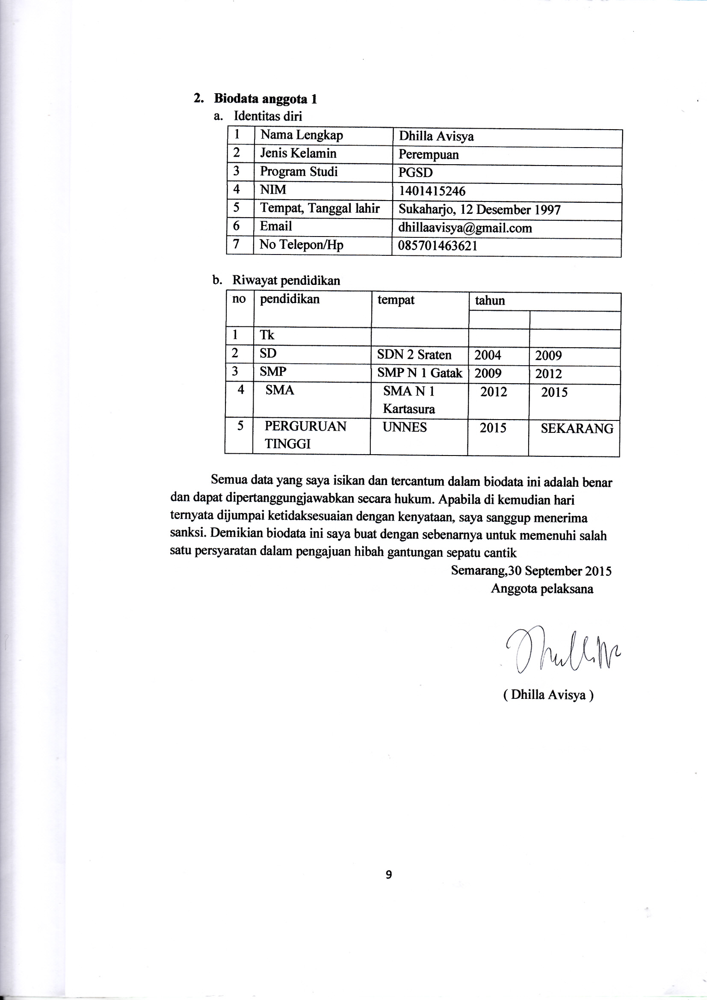 2. Biodata anggota 1
a. Identitas diri
1 Nama Lengkap Dhilla Avisya
2 Jenis Kelamin Perempuan
3 Program Studi PGSD
4 NIM 1401415246
5 Tempat, Tanggal lahir Sukaharjo, 12 Desember 1997
6 Email dhillaavisya@gmail.com
7 No Telepon/Hp 085701463621
b. Riwayat pendidikan
no pendidikan tempat tahun
1 Tk
2 SD SDN 2 Sraten 2004 2009
3 SMP SMP N 1 Gatak 2009 2012
4 SMA SMA N 1 2012 2015
Kartasura
5 PERGURUAN UNNES 2015 SEKARANG
TINGGI
Semua data yang saya isikan dan tercantum dalam biodata ini adalah benar
dan dapat dipertanggungjawabkan secara hukum. Apabila di kemudian hari
ternyata dijumpai ketidaksesuaian dengan kenyataan, saya sanggup menerima
sanksi. Demikian biodata ini saya buat dengan sebenarnya untuk memenuhi salah
satu persyaratan dalam pengajuan hibah gantungan sepatu cantik
Semarang,30 September 2015
Anggota pelaksana
( Dhilla Avisya )
9